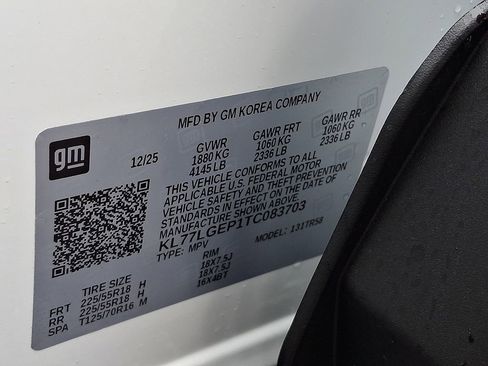 MFD BY GM KOREA COMPANY
gm
12/25 GVWR GAWR FRT GAWR RR
1880 KG 1060 KG 1060 KG
4145 LB 2336 LB 2336 LB
THIS VEHICLE CONFORMS TO ALL
APPLICABLE U.S. FEDERAL MOTOR
VEHICLE SAFETY AND THEFT PREVENTION
STANDARDS IN EFFECT ON THE DATE OF
MANUFACTURE SHOWN ABOVE.
KL77LGEP1TC083703
TYPE: MPV MODEL: 131TR58
TIRE SIZE RIM
FRT 225/55R18 H 18X7.5J
RR 225/55R18 H 18X7.5J
SPA T125/70R16 M 16X4BT